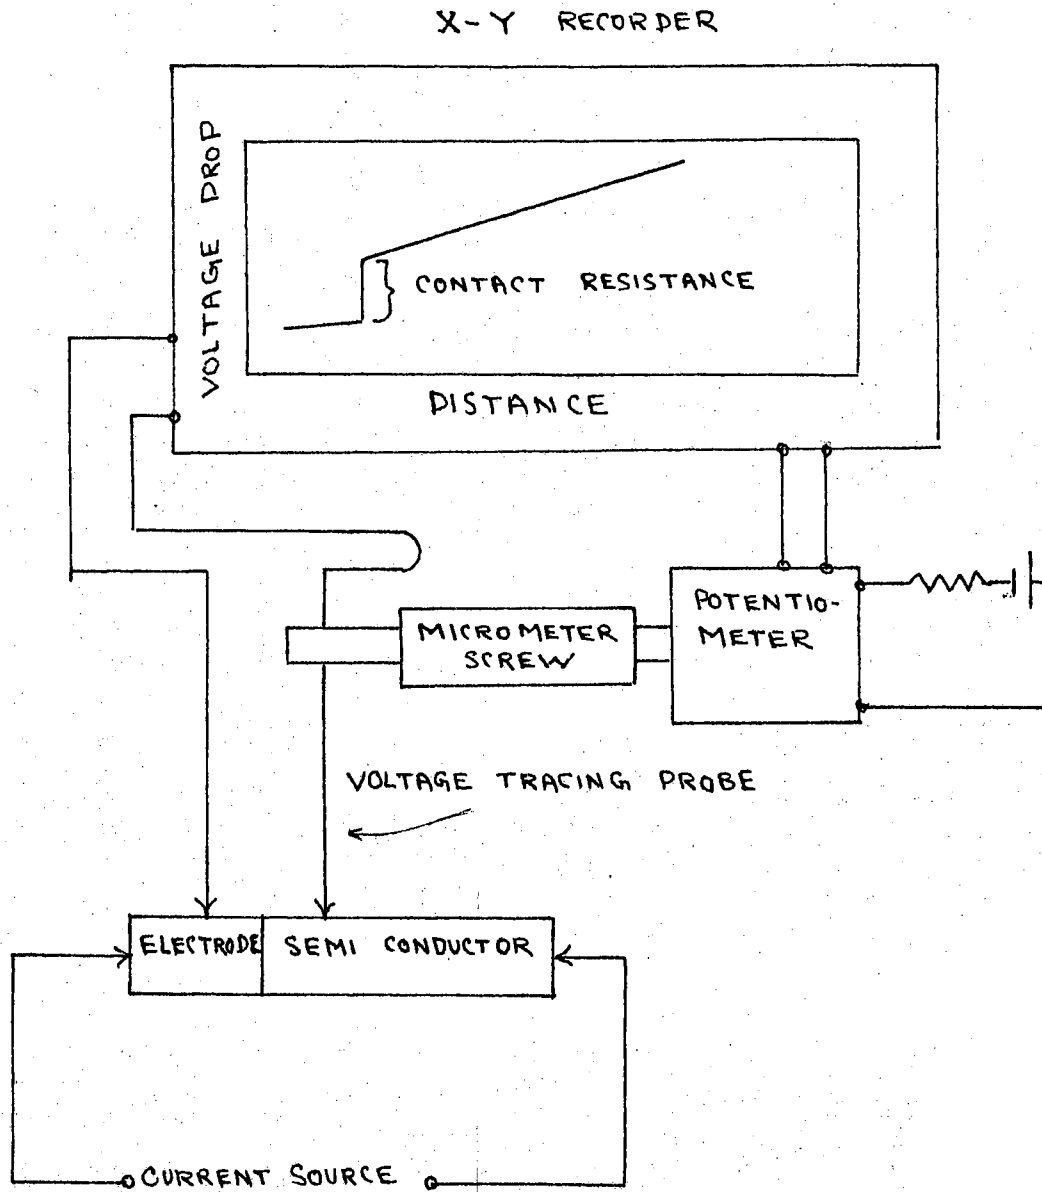 X-Y RECORDER
VOLTAGE DROP
CONTACT RESISTANCE
DISTANCE
POTENTIO-
METER
MICROMETER
SCREW
VOLTAGE TRACING PROBE
ELECTRODE
SEMI CONDUCTOR
CURRENT SOURCE